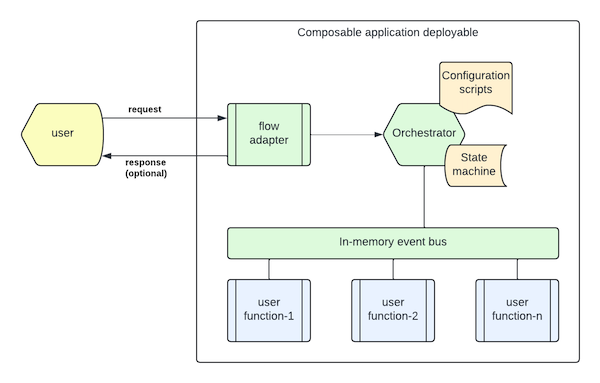 Composable application deployable
Configuration
scripts
request
user
flow
adapter
Orchestrator
response
(optional)
State
machine
In-memory event bus
user
function-1
user
function-2
user
function-n